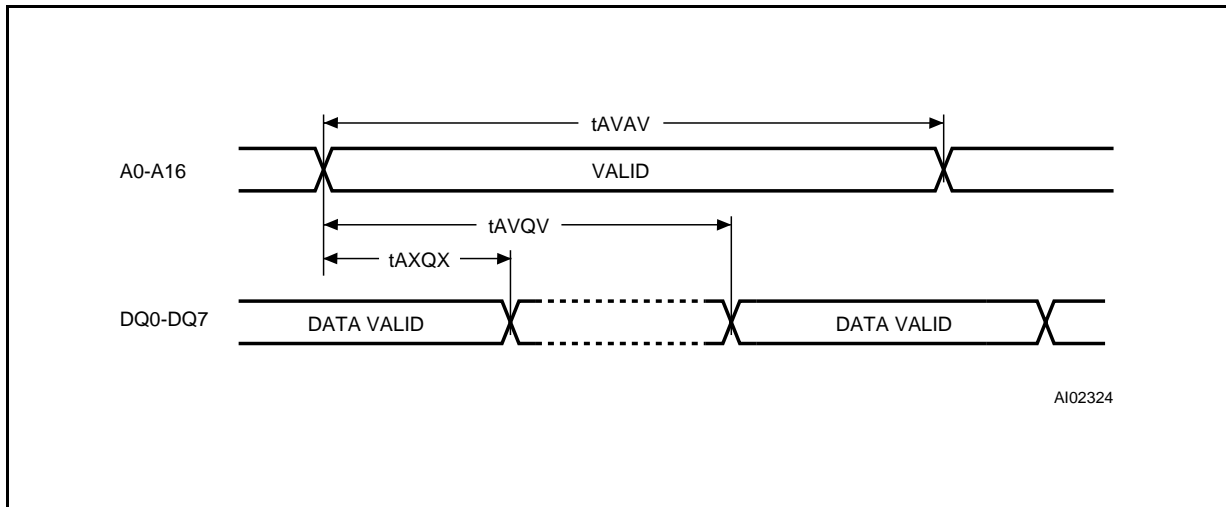 tAVAV
A0-A16 VALID
tAVQV
tAXQX
DQ0-DQ7 DATA VALID DATA VALID
AI02324